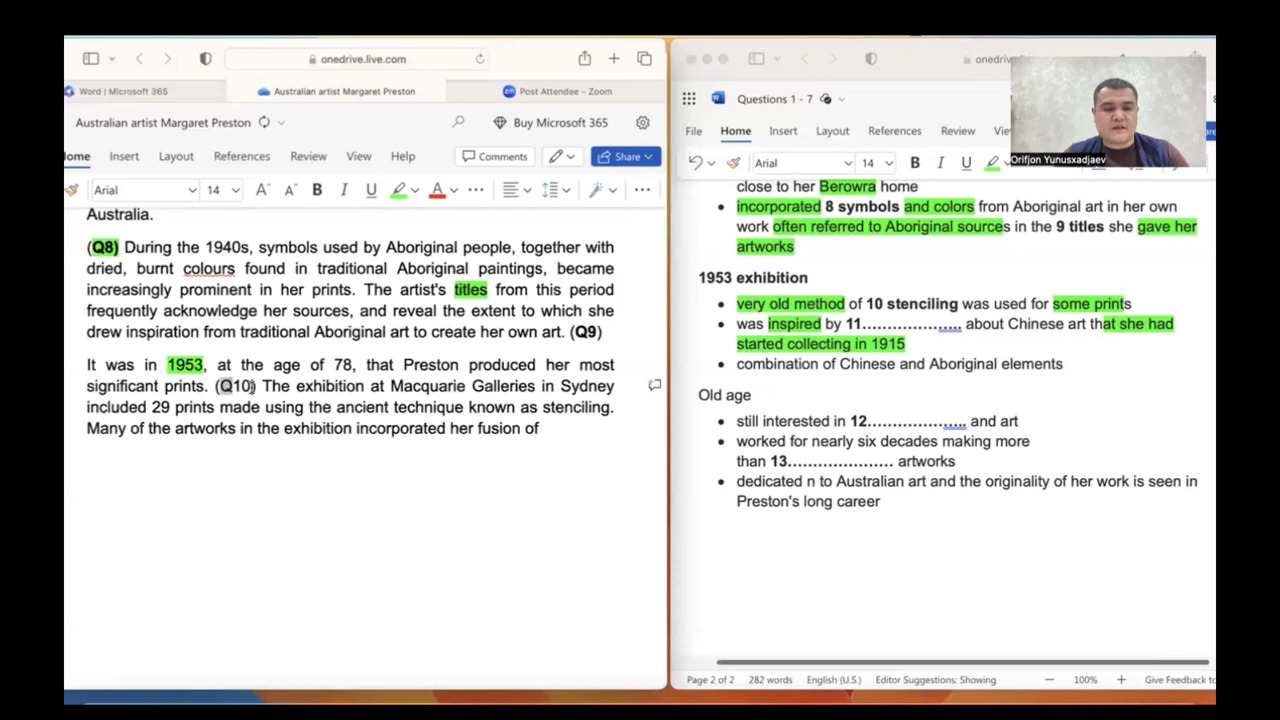 onedrive.live.com
Word | Microsoft 365
Australian artist Margaret Preston
Post Attendee - Zoom
Australian artist Margaret Preston
Buy Microsoft 365
ome Insert Layout References Review View Help
Comments
Share
Arial 14
Australia.
(Q8) During the 1940s, symbols used by Aboriginal people, together with
dried, burnt colours found in traditional Aboriginal paintings, became
increasingly prominent in her prints. The artist's titles from this period
frequently acknowledge her sources, and reveal the extent to which she
drew inspiration from traditional Aboriginal art to create her own art. (Q9)
It was in 1953, at the age of 78, that Preston produced her most
significant prints. (Q10) The exhibition at Macquarie Galleries in Sydney
included 29 prints made using the ancient technique known as stenciling.
Many of the artworks in the exhibition incorporated her fusion of
onedriv
Questions 1 - 7
File Home Insert Layout References Review Vie
Orifjon Yunusxadjaev
Arial 14
close to her Berowra home
• incorporated 8 symbols and colors from Aboriginal art in her own
work often referred to Aboriginal sources in the 9 titles she gave her
artworks
1953 exhibition
• very old method of 10 stenciling was used for some prints
• was inspired by 11………………….. about Chinese art that she had
started collecting in 1915
• combination of Chinese and Aboriginal elements
Old age
• still interested in 12………………….. and art
• worked for nearly six decades making more
than 13………………… artworks
• dedicated n to Australian art and the originality of her work is seen in
Preston's long career
Page 2 of 2 282 words English (U.S.) Editor Suggestions: Showing 100% Give Feedback to